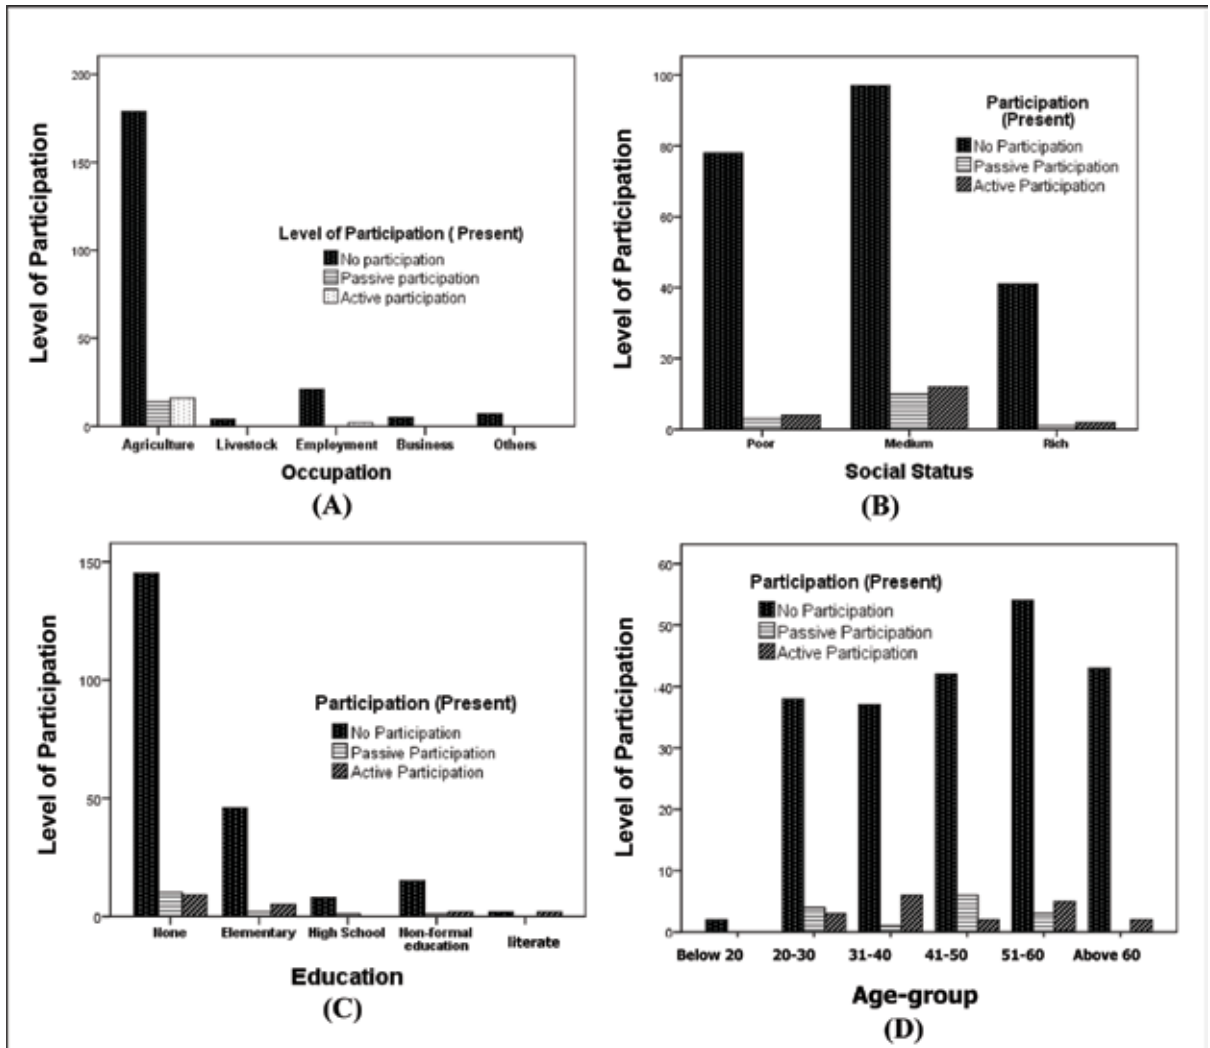 200
150
100
50
0
Level of Participation
Level of Participation ( Present)
No participation
Passive participation
Active participation
Agriculture Livestock Employment Business Others
Occupation
(A)
100
80
60
40
20
0
Level of Participation
Participation
(Present)
No Participation
Passive Participation
Active Participation
Poor Medium Rich
Social Status
(B)
150
100
50
0
Level of Participation
Participation (Present)
No Participation
Passive Participation
Active Participation
None Elementary High School Non-formal
education literate
Education
(C)
60
50
40
30
20
10
0
Level of Participation
Participation (Present)
No Participation
Passive Participation
Active Participation
Below 20 20-30 31-40 41-50 51-60 Above 60
Age-group
(D)